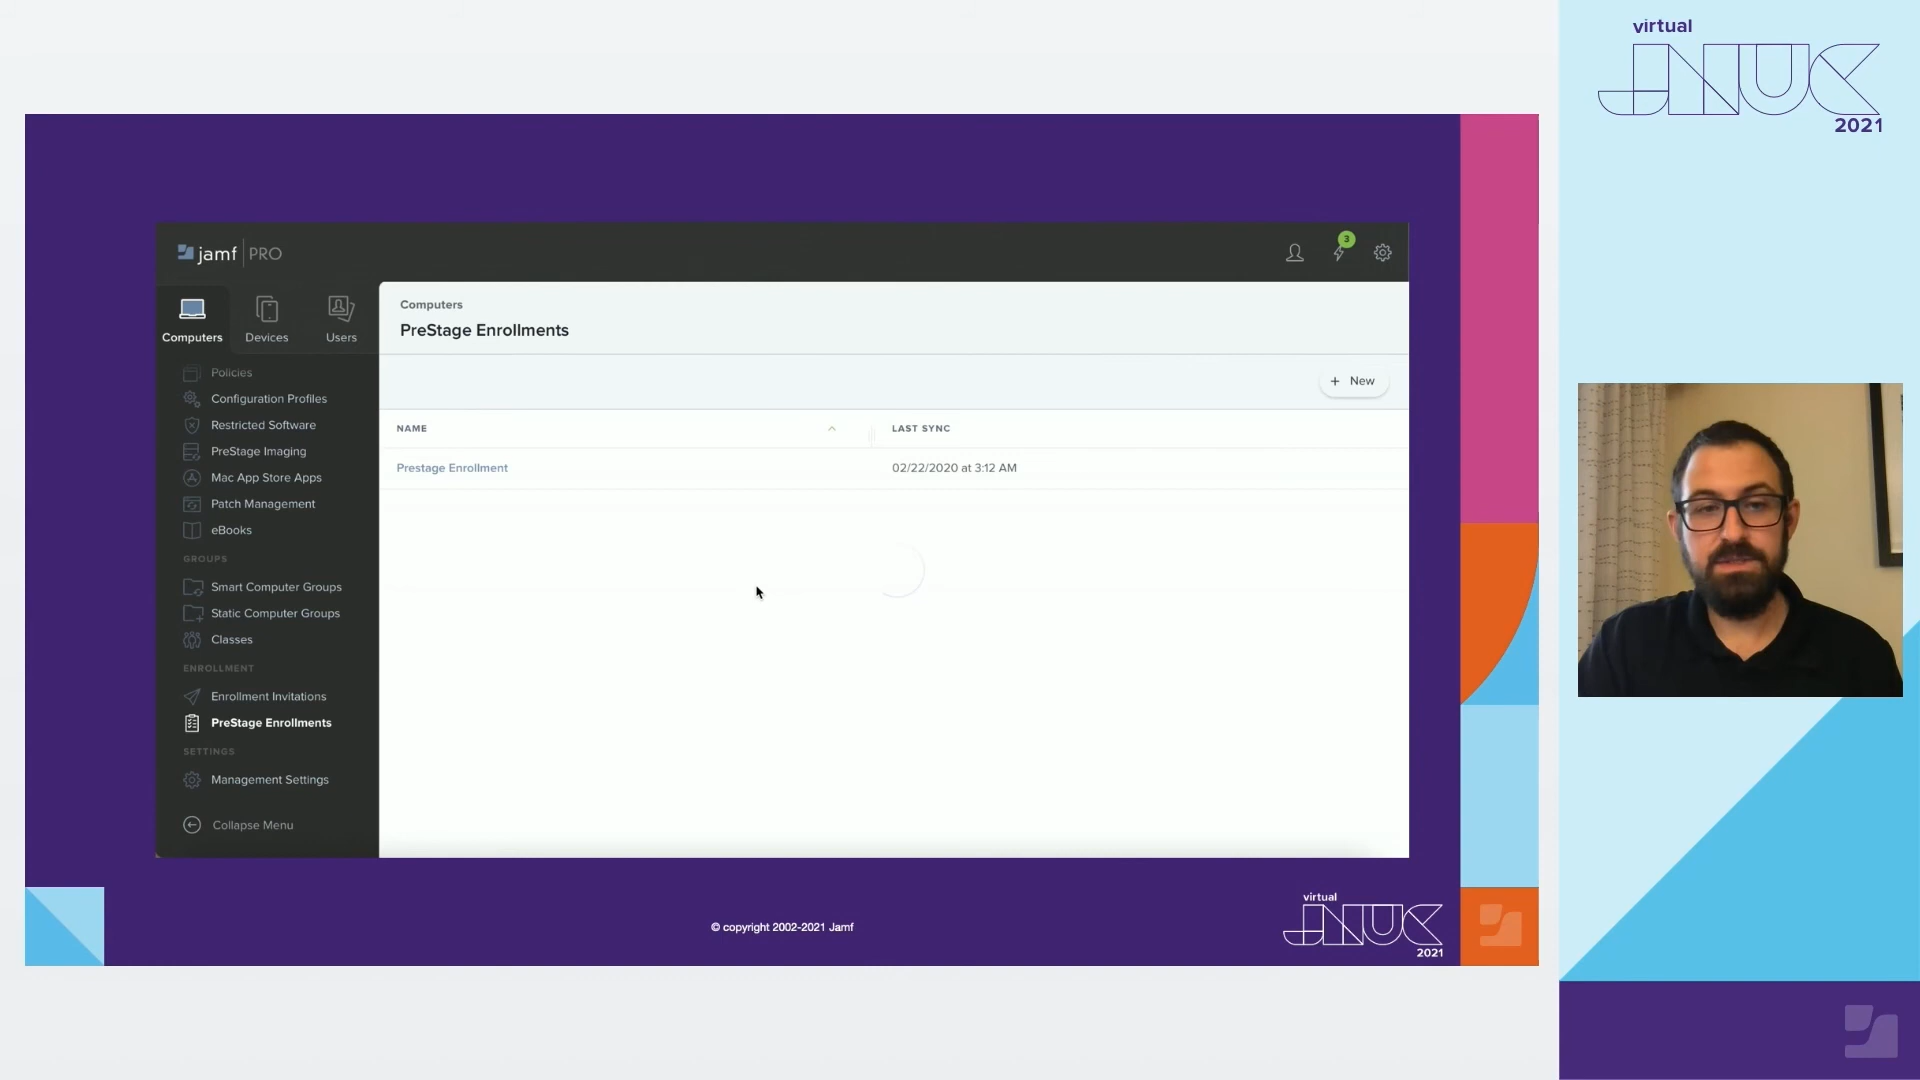 virtual
JNUC
2021
jamf PRO
3
Computers
Devices
Users
Policies
Configuration Profiles
Restricted Software
PreStage Imaging
Mac App Store Apps
Patch Management
eBooks
GROUPS
Smart Computer Groups
Static Computer Groups
Classes
ENROLLMENT
Enrollment Invitations
PreStage Enrollments
SETTINGS
Management Settings
Collapse Menu
Computers
PreStage Enrollments
+ New
NAME
LAST SYNC
Prestage Enrollment
02/22/2020 at 3:12 AM
© copyright 2002-2021 Jamf
virtual
JNUC
2021